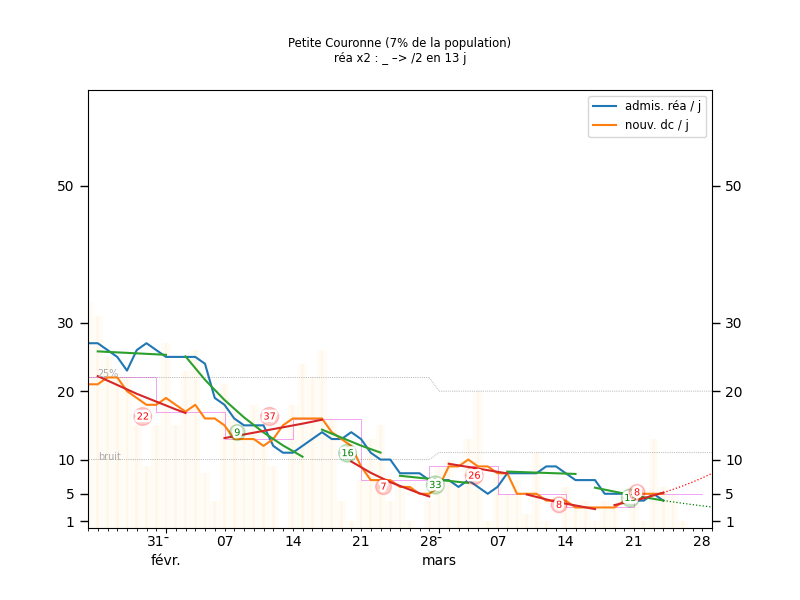 Petite Couronne (7% de la population)
réa x2 : _ –> /2 en 13 j
admis. réa / j
nouv. dc / j
50 50
30 30
25%
20 20
22 37
9
16
bruit
10 10
7 33 26
5 8 8 5
1 1
31 07 14 21 28 07 14 21 28
févr. mars